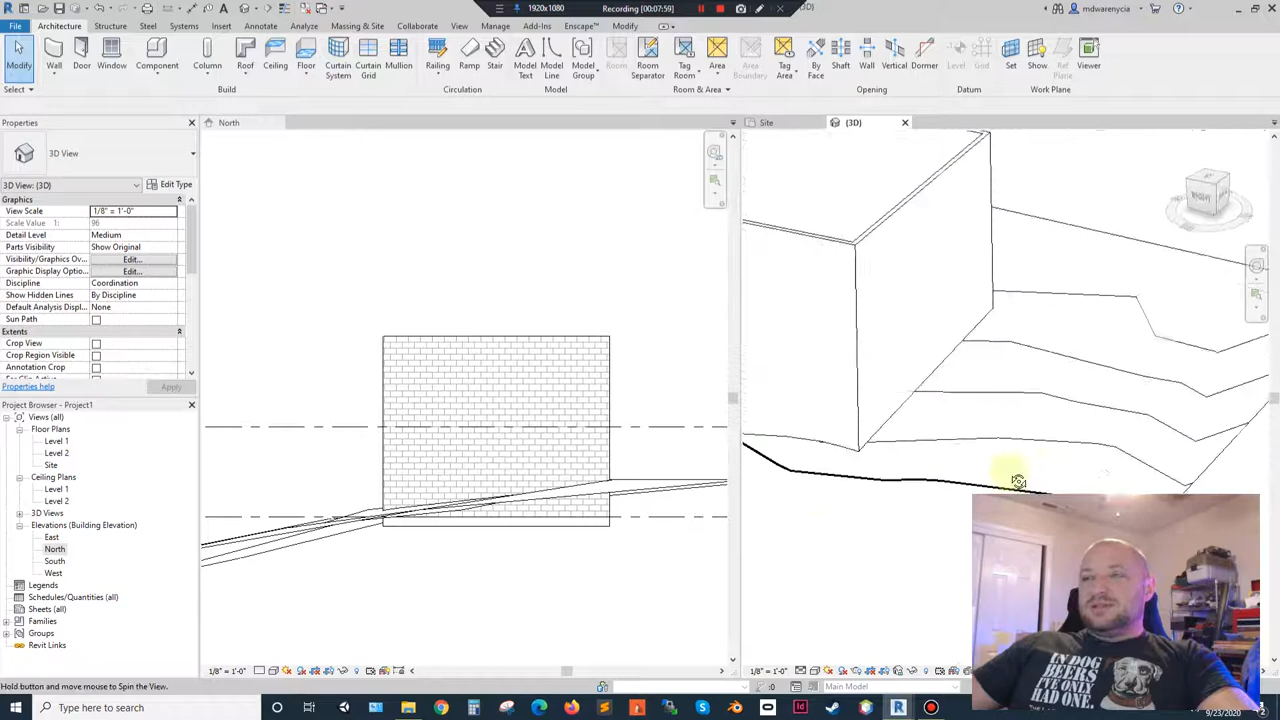 1920x1080
Recording [00:07:59]
mdwarenycia
File Architecture Structure Steel Systems Insert Annotate Analyze Massing & Site Collaborate View Manage Add-Ins Enscape™ Modify
Modify Wall Door Window Component Column Roof Ceiling Floor Curtain System Curtain Grid Mullion Railing Ramp Stair Model Text Model Line Model Group Room Room Separator Tag Room Area Area Boundary Tag Area By Face Shaft Wall Vertical Dormer Level Grid Set Show Ref Plane Viewer
Select Build Circulation Model Room & Area Opening Datum Work Plane
Properties
North
Site
(3D)
3D View
3D View: (3D)
Edit Type
Graphics
View Scale 1/8" = 1'-0"
Scale Value 1: 96
Detail Level Medium
Parts Visibility Show Original
Visibility/Graphics Ov... Edit...
Graphic Display Optio... Edit...
Discipline Coordination
Show Hidden Lines By Discipline
Default Analysis Displ... None
Sun Path
Extents
Crop View
Crop Region Visible
Annotation Crop
Properties help
Apply
Project Browser - Project1
Views (all)
Floor Plans
Level 1
Level 2
Site
Ceiling Plans
Level 1
Level 2
3D Views
Elevations (Building Elevation)
East
North
South
West
Legends
Schedules/Quantities (all)
Sheets (all)
Families
Groups
Revit Links
1/8" = 1'-0"
1/8" = 1'-0"
Hold button and move mouse to Spin the View.
:0
Main Model
Type here to search
9/23/2020
IN DOG
BEERS
I'VE ONLY
HAD ONE.